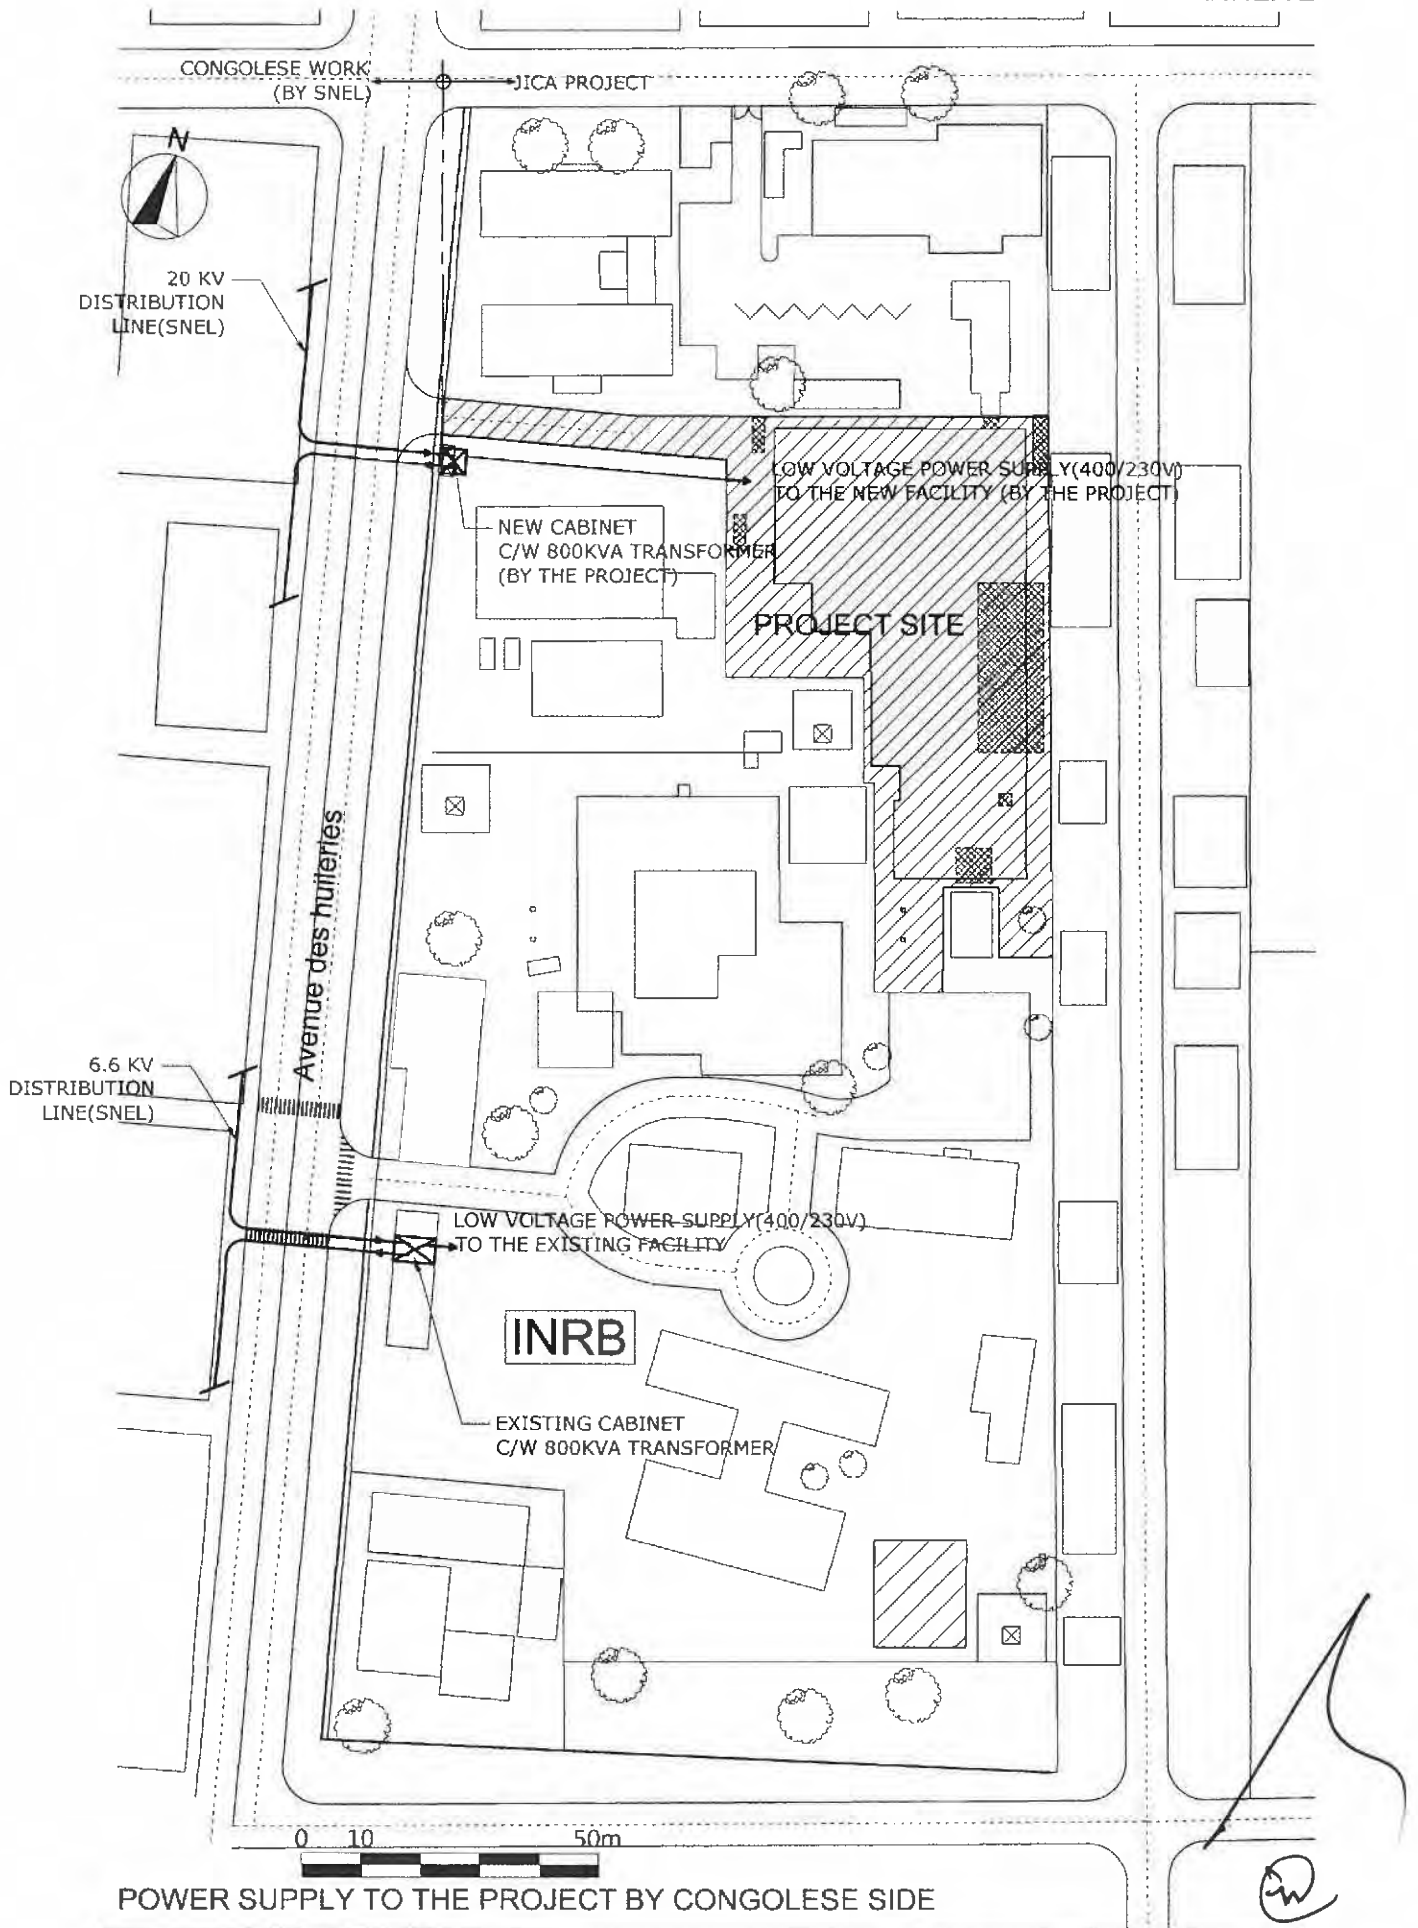 CONGOLESE WORK
(BY SNEL)
JICA PROJECT
N
20 KV
DISTRIBUTION
LINE(SNEL)
LOW VOLTAGE POWER SUPPLY(400/230V)
TO THE NEW FACILITY (BY THE PROJECT)
NEW CABINET
C/W 800KVA TRANSFORMER
(BY THE PROJECT)
PROJECT SITE
Avenue des huileries
6.6 KV
DISTRIBUTION
LINE(SNEL)
LOW VOLTAGE POWER SUPPLY(400/230V)
TO THE EXISTING FACILITY
INRB
EXISTING CABINET
C/W 800KVA TRANSFORMER
0 10 50m
POWER SUPPLY TO THE PROJECT BY CONGOLESE SIDE